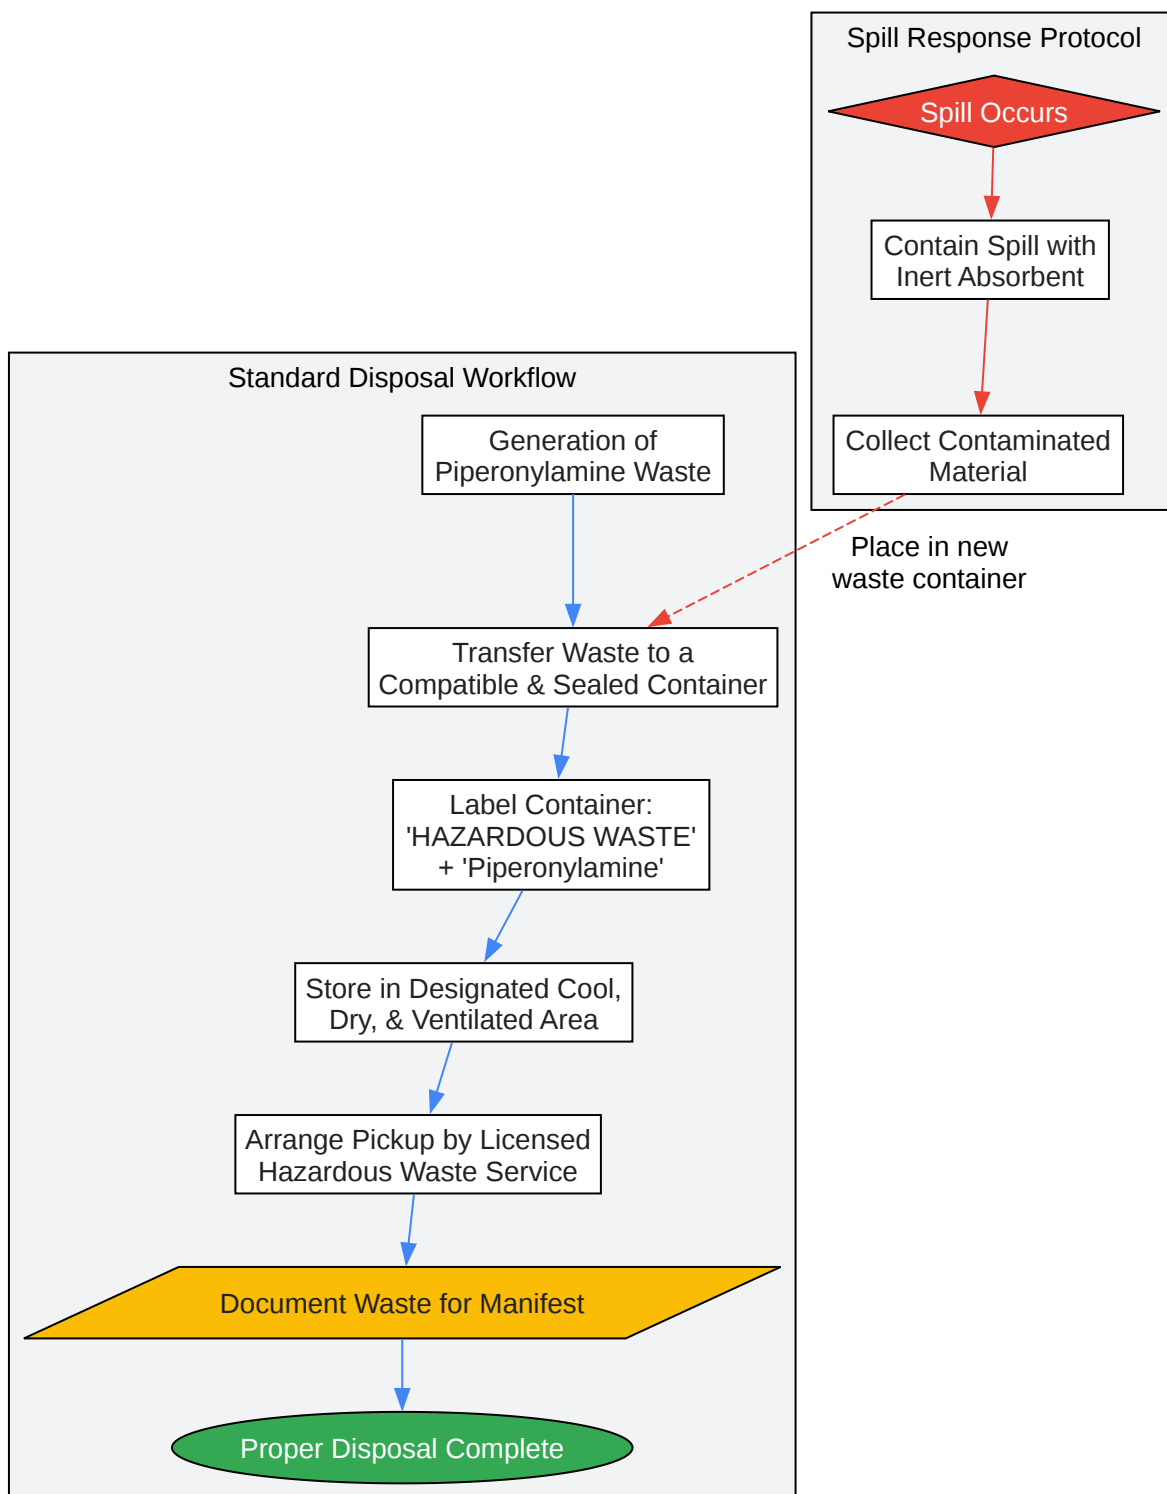 Spill Response Protocol
Spill Occurs
Contain Spill with
Inert Absorbent
Collect Contaminated
Material
Place in new
waste container
Standard Disposal Workflow
Generation of
Piperonylamine Waste
Transfer Waste to a
Compatible & Sealed Container
Label Container:
'HAZARDOUS WASTE'
+ 'Piperonylamine'
Store in Designated Cool,
Dry, & Ventilated Area
Arrange Pickup by Licensed
Hazardous Waste Service
Document Waste for Manifest
Proper Disposal Complete